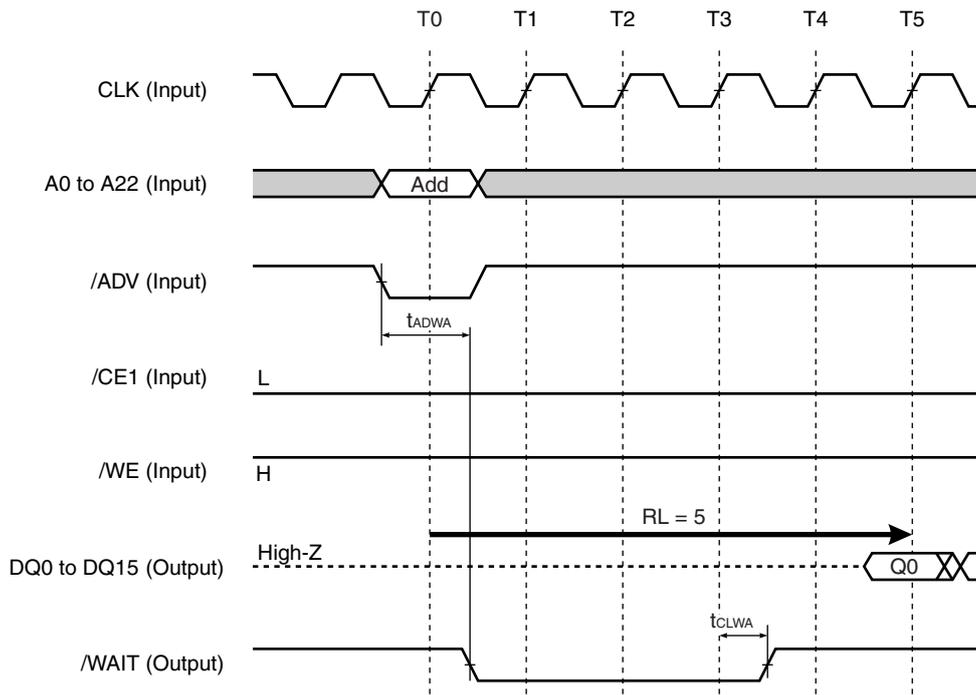 T0 T1 T2 T3 T4 T5
CLK (Input)
A0 to A22 (Input)
Add
/ADV (Input)
tADWA
/CE1 (Input)
L
/WE (Input)
H
RL = 5
High-Z
DQ0 to DQ15 (Output)
Q0
tCLWA
/WAIT (Output)